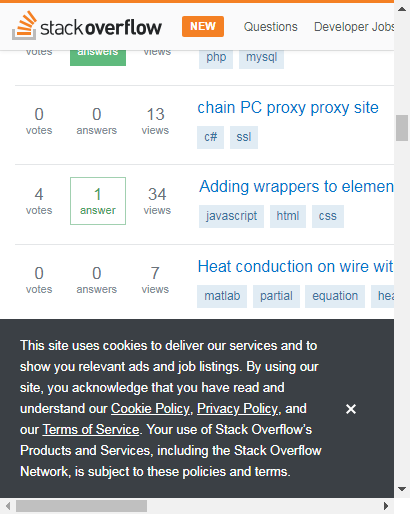 stackoverflow NEW Questions Developer Jobs
votes answers views php mysql
0 0 13 chain PC proxy proxy site
votes answers views c# ssl
4 1 34 Adding wrappers to elemen
votes answer views javascript html css
0 0 7 Heat conduction on wire wit
votes answers views matlab partial equation hea
This site uses cookies to deliver our services and to
show you relevant ads and job listings. By using our
site, you acknowledge that you have read and
understand our Cookie Policy, Privacy Policy, and
our Terms of Service. Your use of Stack Overflow's
Products and Services, including the Stack Overflow
Network, is subject to these policies and terms.